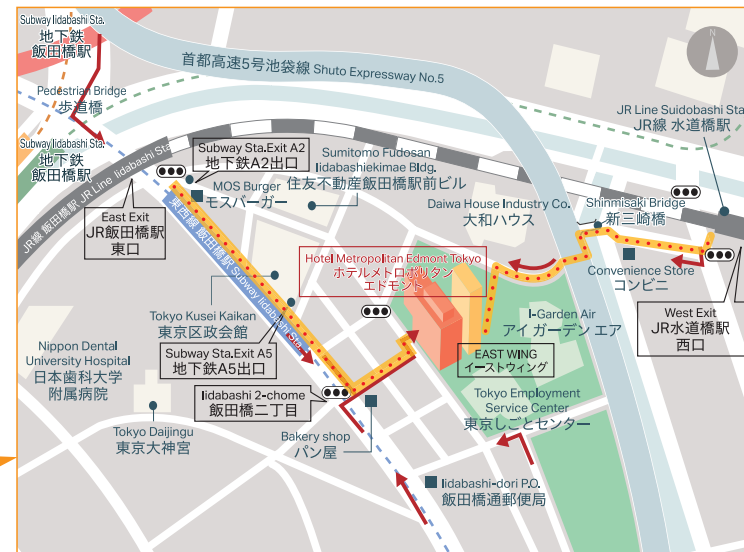 Subway Iidabashi Sta.
地下鉄
飯田橋駅
首都高速5号池袋線 Shuto Expressway No.5
N
Pedestrian Bridge
歩道橋
JR Line Suidobashi Sta
JR線 水道橋駅
Subway Iidabashi Sta.
地下鉄
飯田橋駅
Subway Sta.Exit A2
地下鉄A2出口
Sumitomo Fudosan
Iidabashiekimae Bldg.
住友不動産飯田橋駅前ビル
MOS Burger
モスバーガー
Daiwa House Industry Co.
大和ハウス
Shinmisaki Bridge
新三崎橋
JR線 飯田橋駅 JR Line Iidabashi Sta.
East Exit
JR飯田橋駅
東口
東西線 飯田橋駅 Subway Iidabashi Sta.
Hotel Metropolitan Edmont Tokyo
ホテルメトロポリタン
エドモント
Convenience Store
コンビニ
West Exit
JR水道橋駅
西口
Tokyo Kusei Kaikan
東京区政会館
I-Garden Air
アイ ガーデン エア
Subway Sta.Exit A5
地下鉄A5出口
EAST WING
イーストウィング
Nippon Dental
University Hospital
日本歯科大学
附属病院
Iidabashi 2-chome
飯田橋二丁目
Tokyo Employment
Service Center
東京しごとセンター
Tokyo Daijingu
東京大神宮
Bakery shop
パン屋
Iidabashi-dori P.O.
飯田橋通郵便局